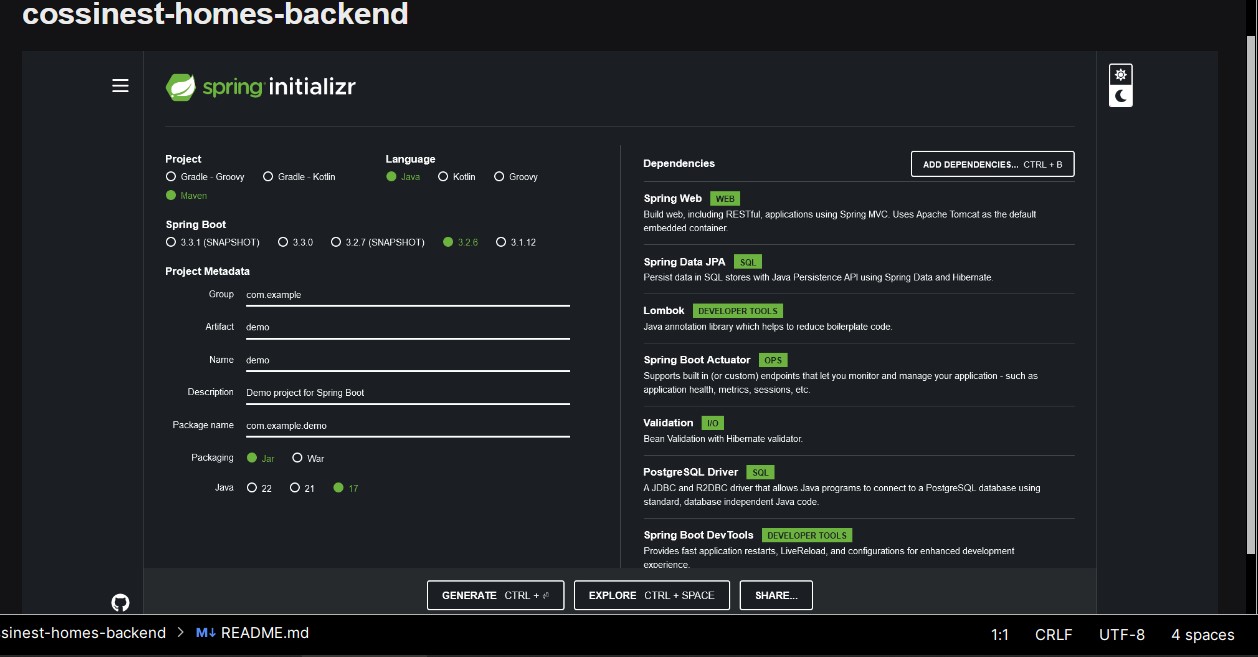 cossinest-homes-backend
spring initializr
Project
Gradle - Groovy Gradle - Kotlin
Maven
Language
Java Kotlin Groovy
Spring Boot
3.3.1 (SNAPSHOT) 3.3.0 3.2.7 (SNAPSHOT) 3.2.6 3.1.12
Project Metadata
Group com.example
Artifact demo
Name demo
Description Demo project for Spring Boot
Package name com.example.demo
Packaging Jar War
Java 22 21 17
Dependencies ADD DEPENDENCIES... CTRL + B
Spring Web WEB
Build web, including RESTful, applications using Spring MVC. Uses Apache Tomcat as the default
embedded container.
Spring Data JPA SQL
Persist data in SQL stores with Java Persistence API using Spring Data and Hibernate.
Lombok DEVELOPER TOOLS
Java annotation library which helps to reduce boilerplate code.
Spring Boot Actuator OPS
Supports built in (or custom) endpoints that let you monitor and manage your application - such as
application health, metrics, sessions, etc.
Validation I/O
Bean Validation with Hibernate validator.
PostgreSQL Driver SQL
A JDBC and R2DBC driver that allows Java programs to connect to a PostgreSQL database using
standard, database independent Java code.
Spring Boot DevTools DEVELOPER TOOLS
Provides fast application restarts, LiveReload, and configurations for enhanced development
experience.
GENERATE CTRL + ⏎ EXPLORE CTRL + SPACE SHARE...
sinest-homes-backend > M↓ README.md 1:1 CRLF UTF-8 4 spaces